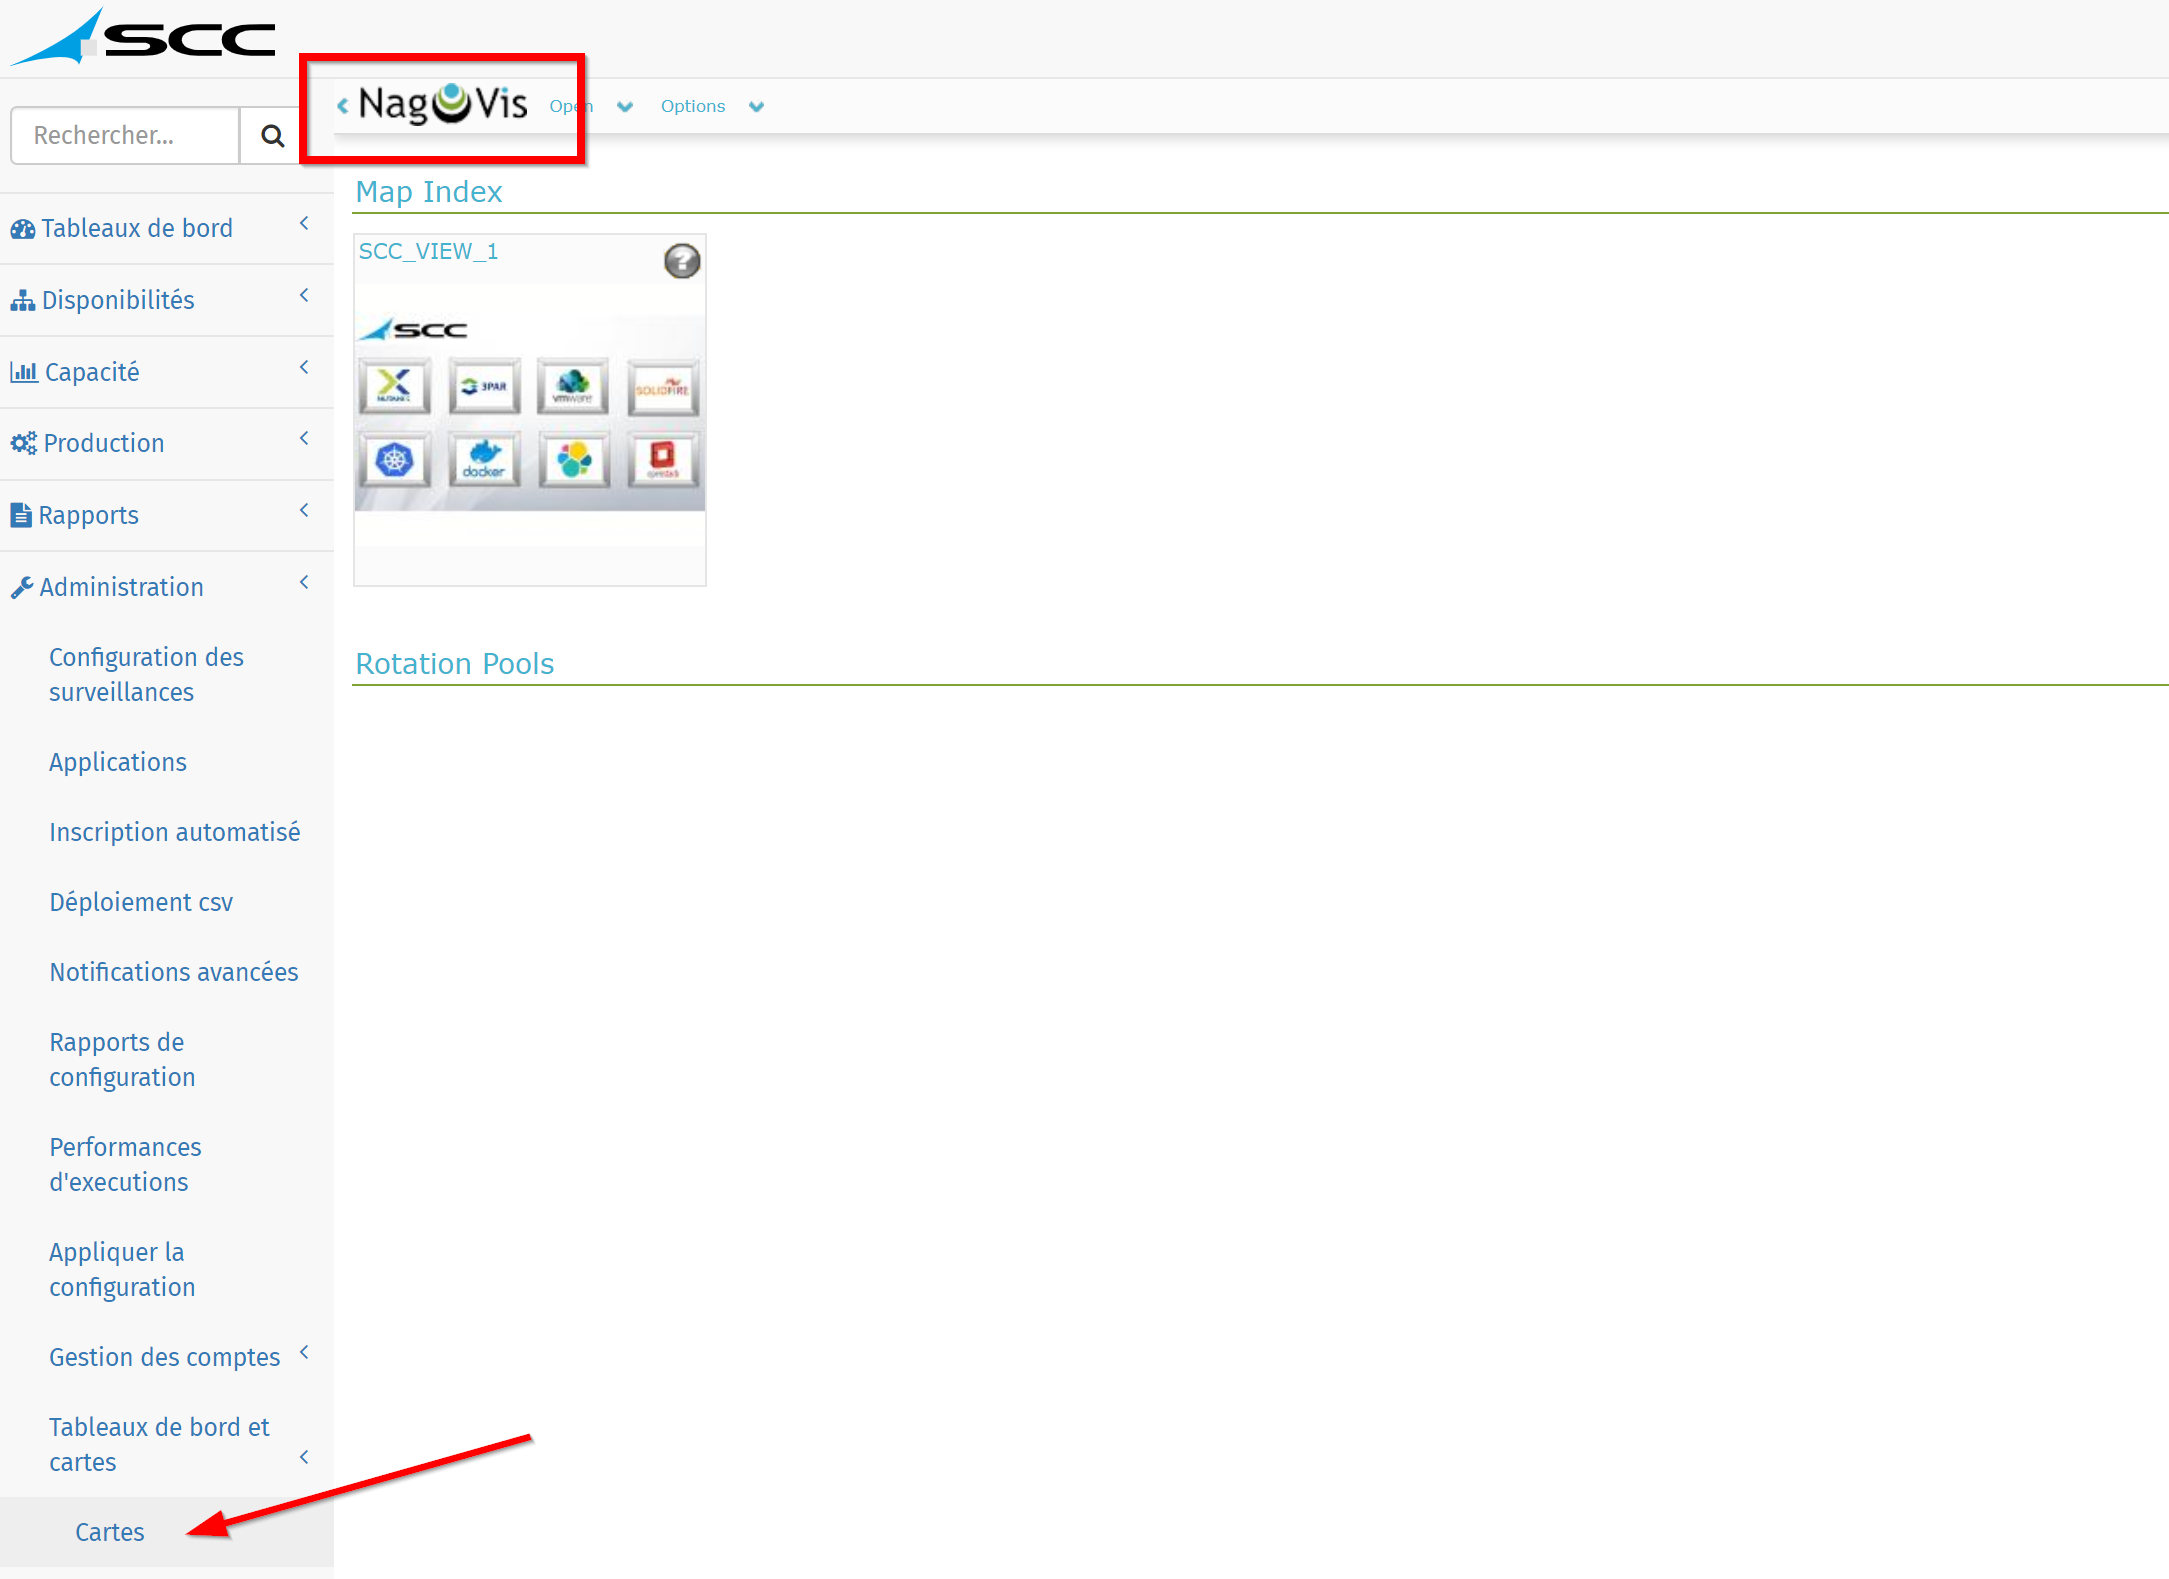 SCC
NagVis
Open
Options
Rechercher...
Tableaux de bord
Disponibilités
Capacité
Production
Rapports
Administration
Configuration des
surveillances
Applications
Inscription automatisé
Déploiement csv
Notifications avancées
Rapports de
configuration
Performances
d'executions
Appliquer la
configuration
Gestion des comptes
Tableaux de bord et
cartes
Cartes
Map Index
SCC_VIEW_1
?
SCC
3PAR
vmware
SOLIDFIRE
docker
Rotation Pools